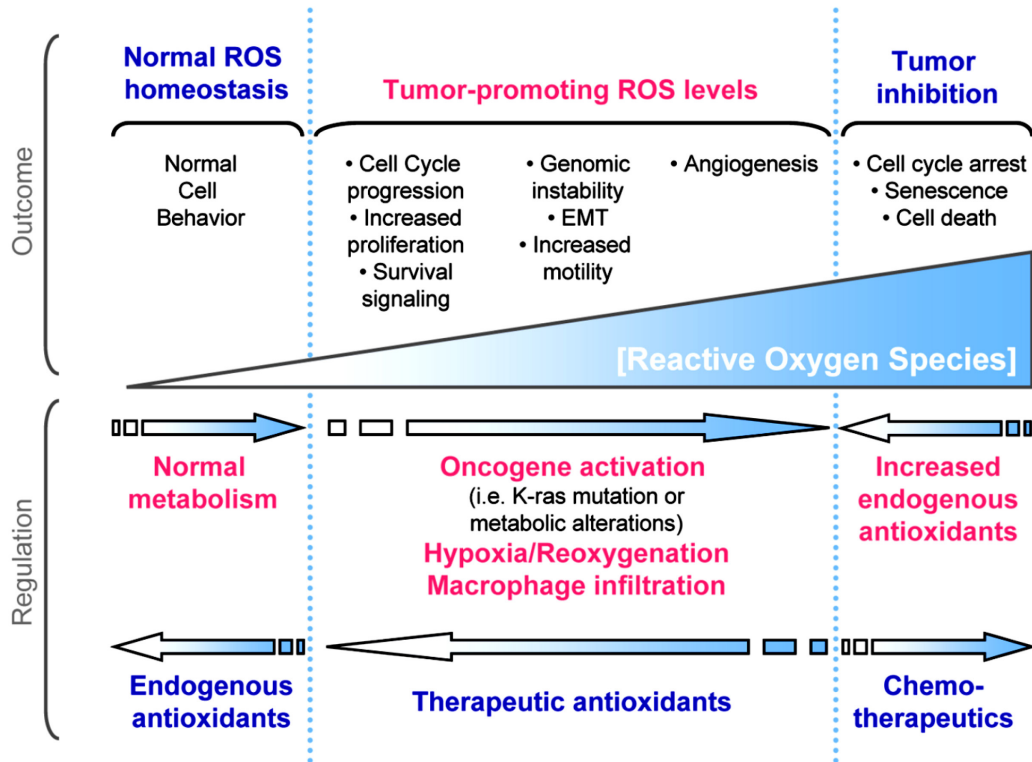 Outcome
Normal ROS
homeostasis
Tumor-promoting ROS levels
Tumor
inhibition
Normal
Cell
Behavior
• Cell Cycle
progression
• Increased
proliferation
• Survival
signaling
• Genomic
instability
• EMT
• Increased
motility
• Angiogenesis
• Cell cycle arrest
• Senescence
• Cell death
[Reactive Oxygen Species]
Regulation
Normal
metabolism
Oncogene activation
(i.e. K-ras mutation or
metabolic alterations)
Hypoxia/Reoxygenation
Macrophage infiltration
Increased
endogenous
antioxidants
Endogenous
antioxidants
Therapeutic antioxidants
Chemo-
therapeutics